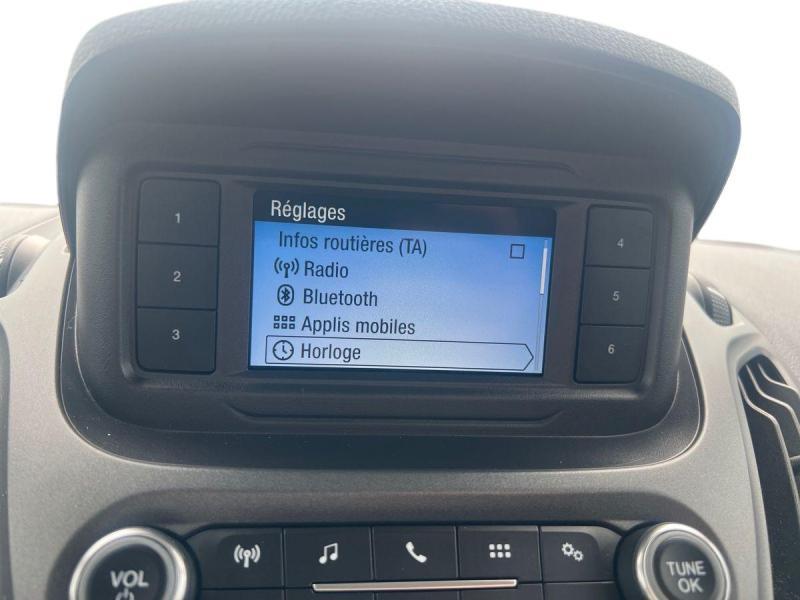 Réglages
1
Infos routières (TA)
4
Radio
2
Bluetooth
5
Applis mobiles
3
Horloge
6
VOL
TUNE
OK